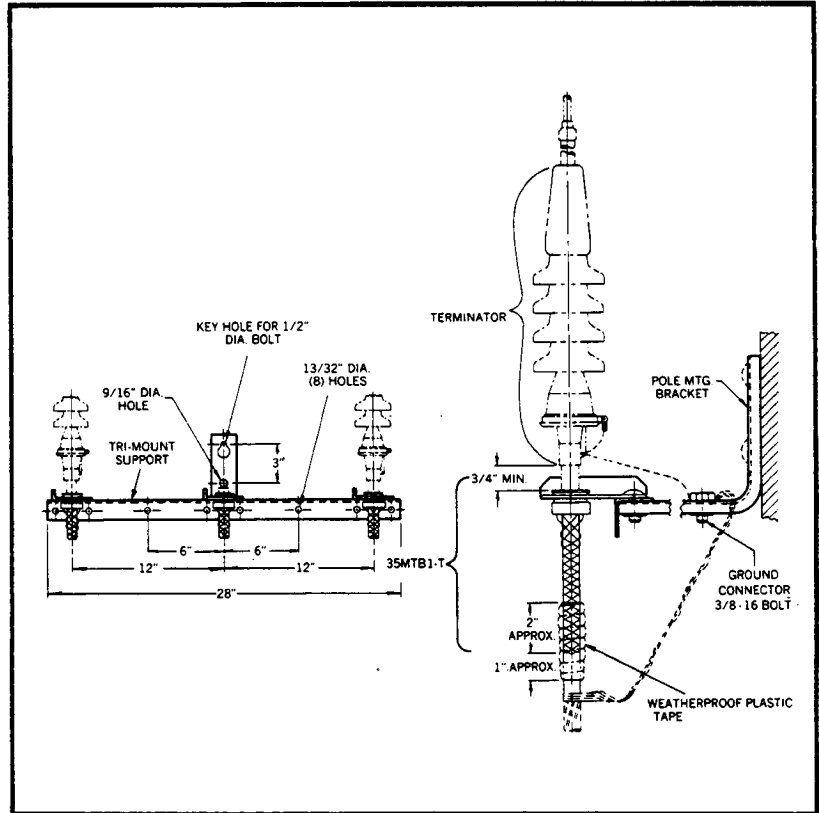 KEY HOLE FOR 1/2"
DIA. BOLT
9/16" DIA.
HOLE
13/32" DIA.
(8) HOLES
TRI-MOUNT
SUPPORT
3"
6"
6"
12"
12"
28"
TERMINATOR
POLE MTG.
BRACKET
3/4" MIN.
35MTB1-T
GROUND
CONNECTOR
3/8-16 BOLT
2"
APPROX.
1" APPROX.
WEATHERPROOF PLASTIC
TAPE